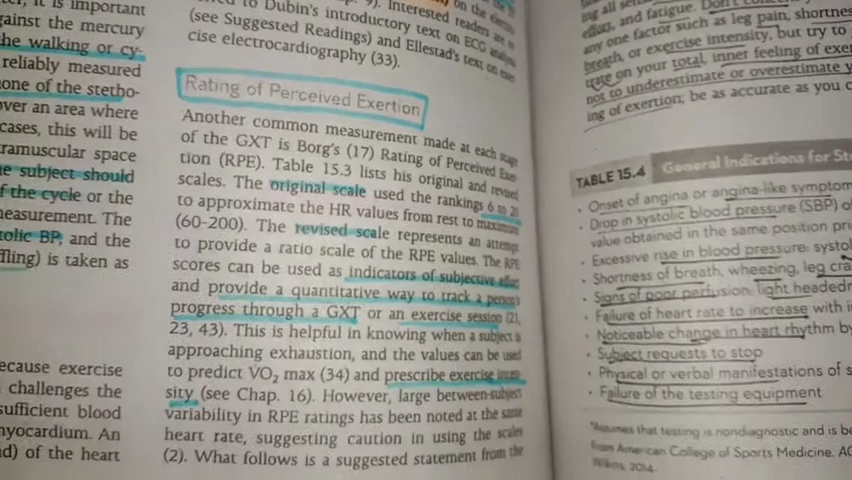 er, it is important
against the mercury
the walking or cy-
reliably measured
one of the stetho-
over an area where
cases, this will be
ramuscular space
e subject should
f the cycle or the
measurement. The
tolic BP, and the
ffling) is taken as
ecause exercise
challenges the
sufficient blood
myocardium. An
d) of the heart
to Dubin's introductory text on ECG
(see Suggested Readings) and Ellestad's text on exer-
cise electrocardiography (33).
Rating of Perceived Exertion
Another common measurement made at each stage
of the GXT is Borg's (17) Rating of Perceived Exer-
tion (RPE). Table 15.3 lists his original and revised
scales. The original scale used the rankings 6 to 20
to approximate the HR values from rest to maximum
(60-200). The revised scale represents an attempt
to provide a ratio scale of the RPE values. The RPE
scores can be used as indicators of subjective effort
and provide a quantitative way to track a person's
progress through a GXT or an exercise session (21,
23, 43). This is helpful in knowing when a subject is
approaching exhaustion, and the values can be used
to predict V̇O₂ max (34) and prescribe exercise inten-
sity (see Chap. 16). However, large between-subject
variability in RPE ratings has been noted at the same
heart rate, suggesting caution in using the scales
(2). What follows is a suggested statement from the
ing all
effort, and fatigue. Don't
any one factor such as leg pain, shortness
breath, or exercise intensity, but try to
trate on your total, inner feeling of exer
not to underestimate or overestimate y
ing of exertion; be as accurate as you c
TABLE 15.4 General Indications for St
• Onset of angina or angina-like symptom
• Drop in systolic blood pressure (SBP) of
value obtained in the same position pri
• Excessive rise in blood pressure: systol
• Shortness of breath, wheezing, leg cra
• Signs of poor perfusion: light headed
• Failure of heart rate to increase with i
• Noticeable change in heart rhythm b
• Subject requests to stop
• Physical or verbal manifestations of s
• Failure of the testing equipment
*Assumes that testing is nondiagnostic and is be
From American College of Sports Medicine. AC
Wilkins, 2014.